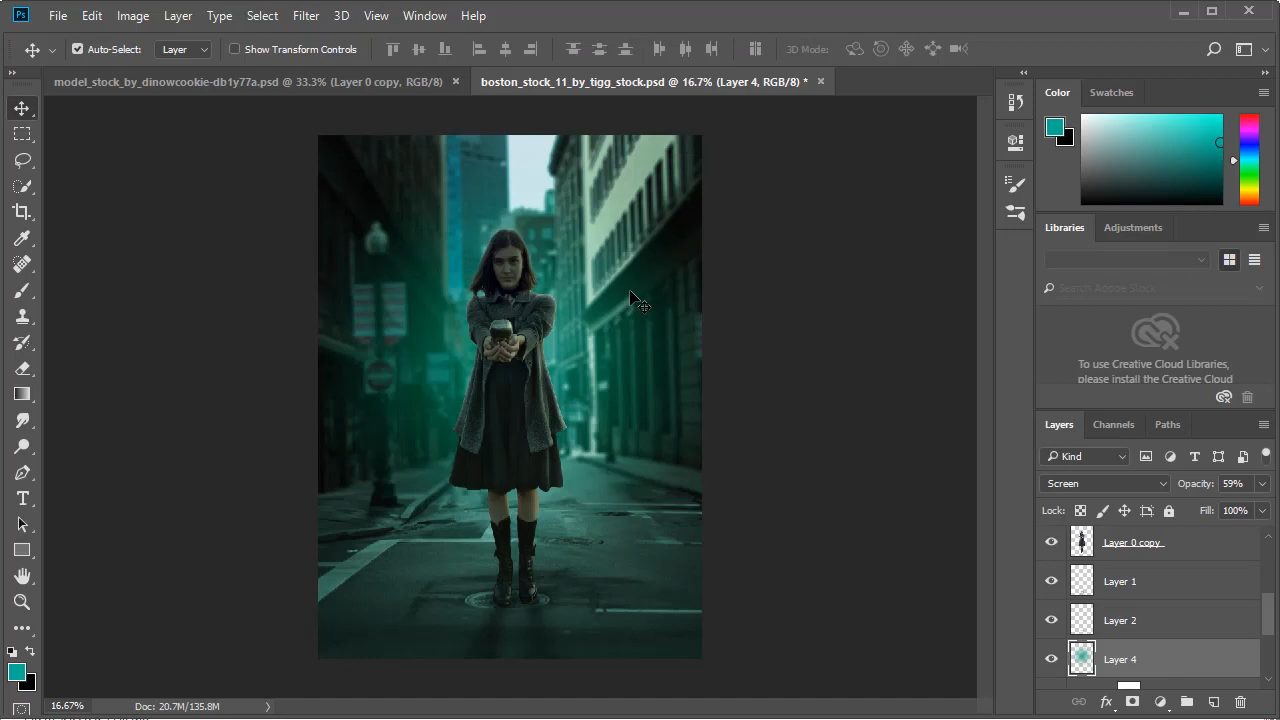 Ps File Edit Image Layer Type Select Filter 3D View Window Help
Auto-Select: Layer Show Transform Controls 3D Mode:
model_stock_by_dinowcookie-db1y77a.psd @ 33.3% (Layer 0 copy, RGB/8) × boston_stock_11_by_tigg_stock.psd @ 16.7% (Layer 4, RGB/8) * ×
Color Swatches
Libraries Adjustments
Search Adobe Stock
To use Creative Cloud Libraries,
please install the Creative Cloud
Layers Channels Paths
Kind
Screen Opacity: 59%
Lock: Fill: 100%
Layer 0 copy
Layer 1
Layer 2
Layer 4
16.67% Doc: 20.7M/135.8M